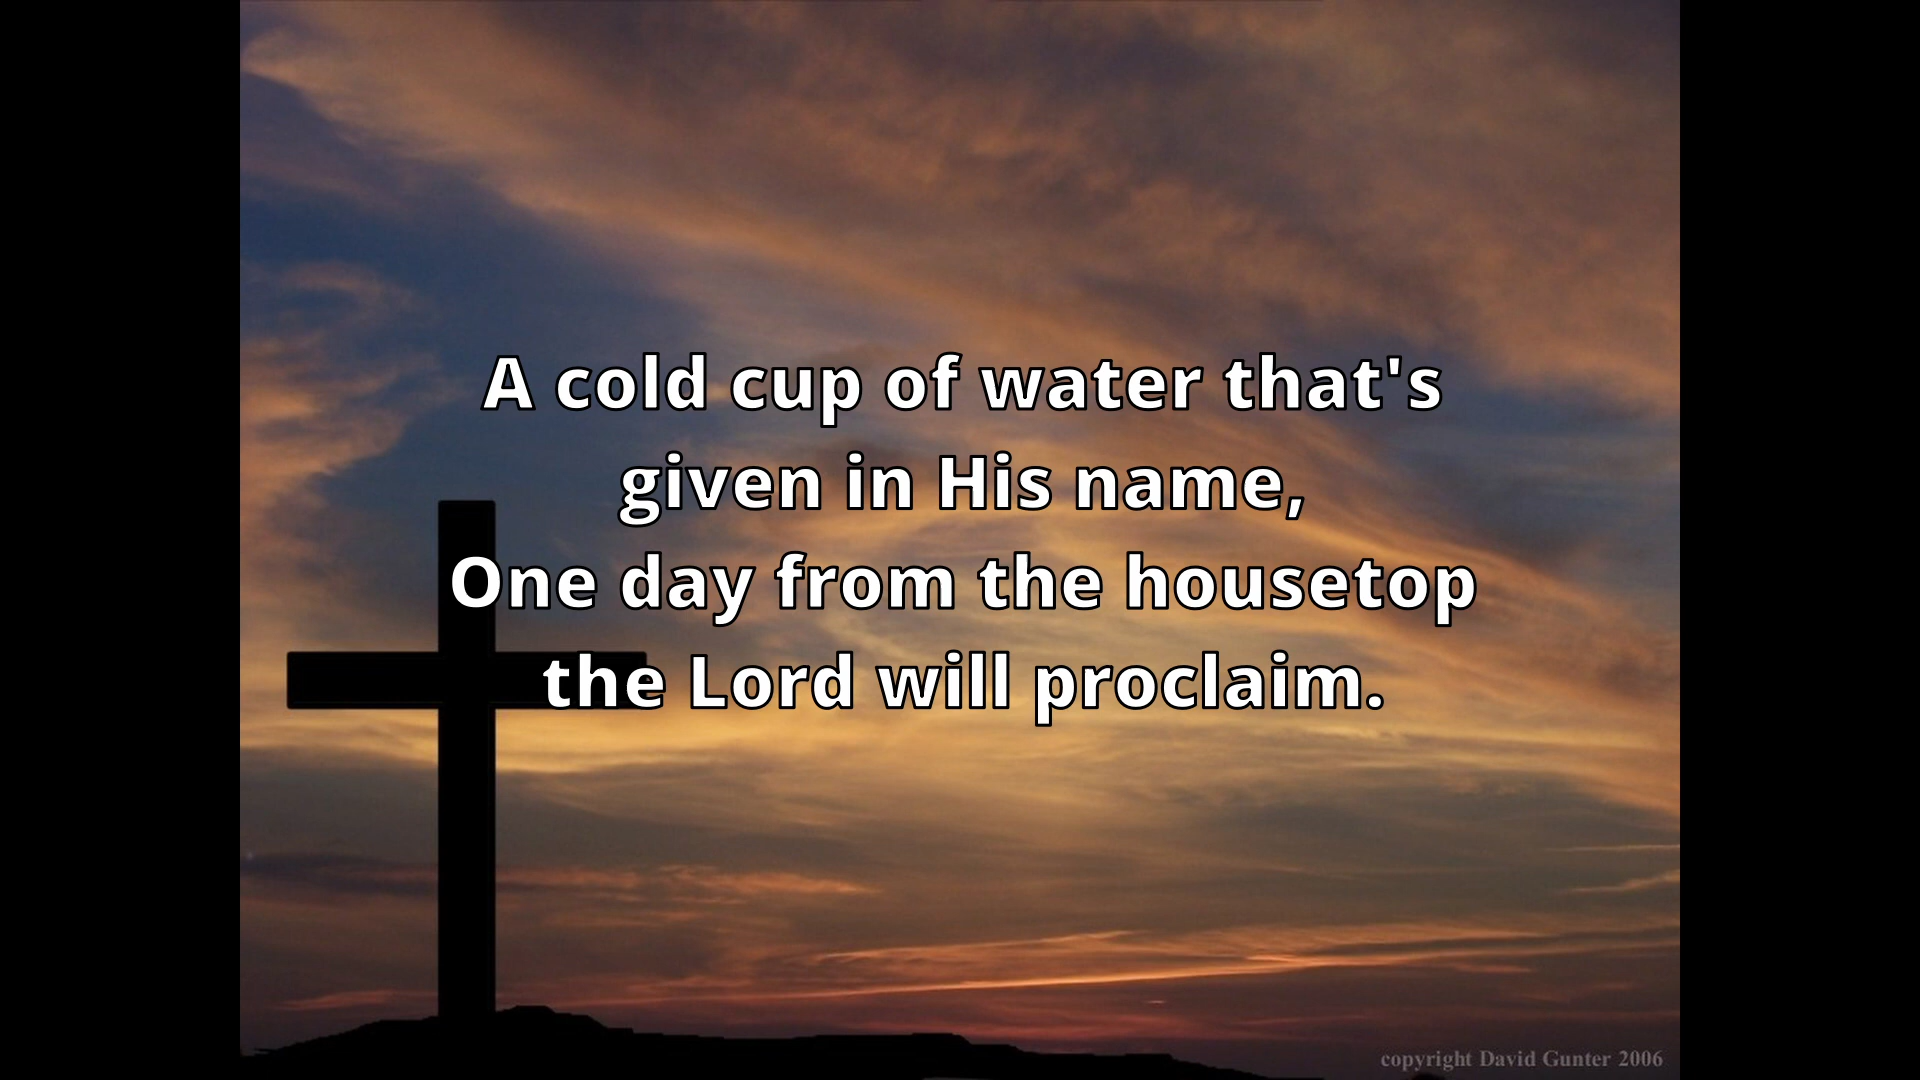 A cold cup of water that's
given in His name,
One day from the housetop
the Lord will proclaim.
copyright David Gunter 2006